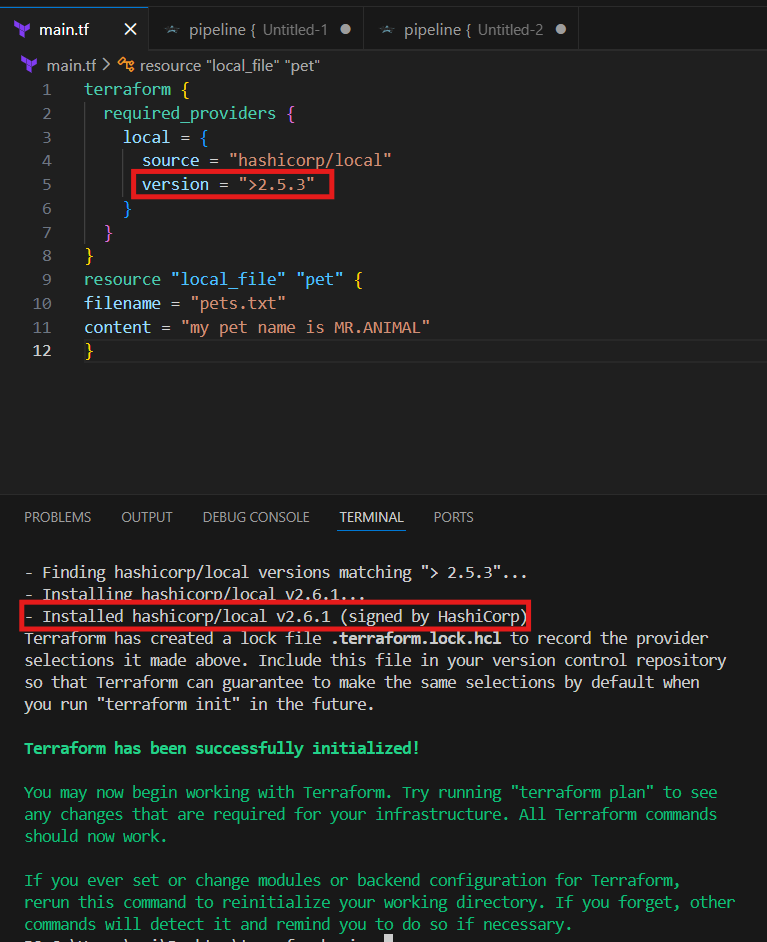 main.tf
pipeline { Untitled-1
pipeline { Untitled-2
main.tf > resource "local_file" "pet"
1 terraform {
2 required_providers {
3 local = {
4 source = "hashicorp/local"
5 version = ">2.5.3"
6 }
7 }
8 }
9 resource "local_file" "pet" {
10 filename = "pets.txt"
11 content = "my pet name is MR.ANIMAL"
12 }
PROBLEMS OUTPUT DEBUG CONSOLE TERMINAL PORTS
- Finding hashicorp/local versions matching "> 2.5.3"...
- Installing hashicorp/local v2.6.1...
- Installed hashicorp/local v2.6.1 (signed by HashiCorp)
Terraform has created a lock file .terraform.lock.hcl to record the provider
selections it made above. Include this file in your version control repository
so that Terraform can guarantee to make the same selections by default when
you run "terraform init" in the future.
Terraform has been successfully initialized!
You may now begin working with Terraform. Try running "terraform plan" to see
any changes that are required for your infrastructure. All Terraform commands
should now work.
If you ever set or change modules or backend configuration for Terraform,
rerun this command to reinitialize your working directory. If you forget, other
commands will detect it and remind you to do so if necessary.